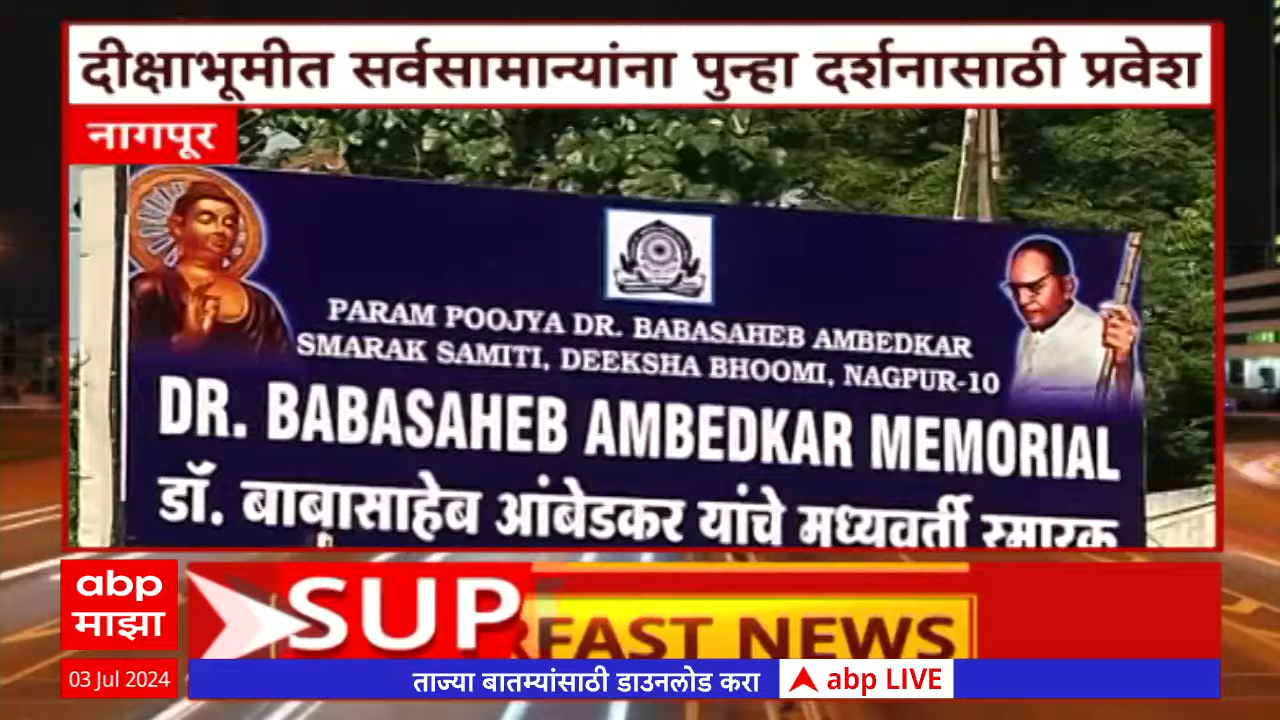 दीक्षाभूमीत सर्वसामान्यांना पुन्हा दर्शनासाठी प्रवेश
नागपूर
PARAM POOJYA DR. BABASAHEB AMBEDKAR
SMARAK SAMITI, DEEKSHA BHOOMI, NAGPUR-10
DR. BABASAHEB AMBEDKAR MEMORIAL
डॉ. बाबासाहेब आंबेडकर यांचे मध्यवर्ती स्मारक
abp
माझा
SUP
FAST NEWS
03 Jul 2024
ताज्या बातम्यांसाठी डाउनलोड करा
abp LIVE